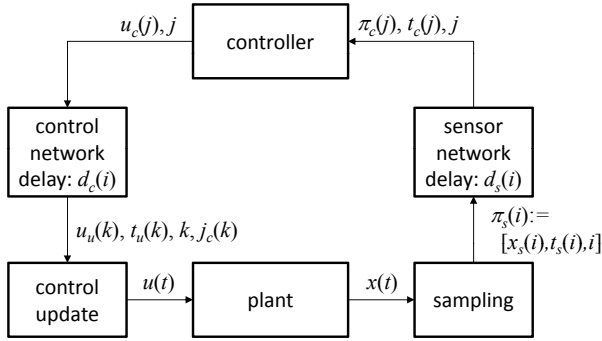 u_c(j), j
controller
π_c(j), t_c(j), j
control
network
delay: d_c(i)
sensor
network
delay: d_s(i)
u_u(k), t_u(k), k, j_c(k)
π_s(i):=
[x_s(i),t_s(i),i]
control
update
u(t)
plant
x(t)
sampling